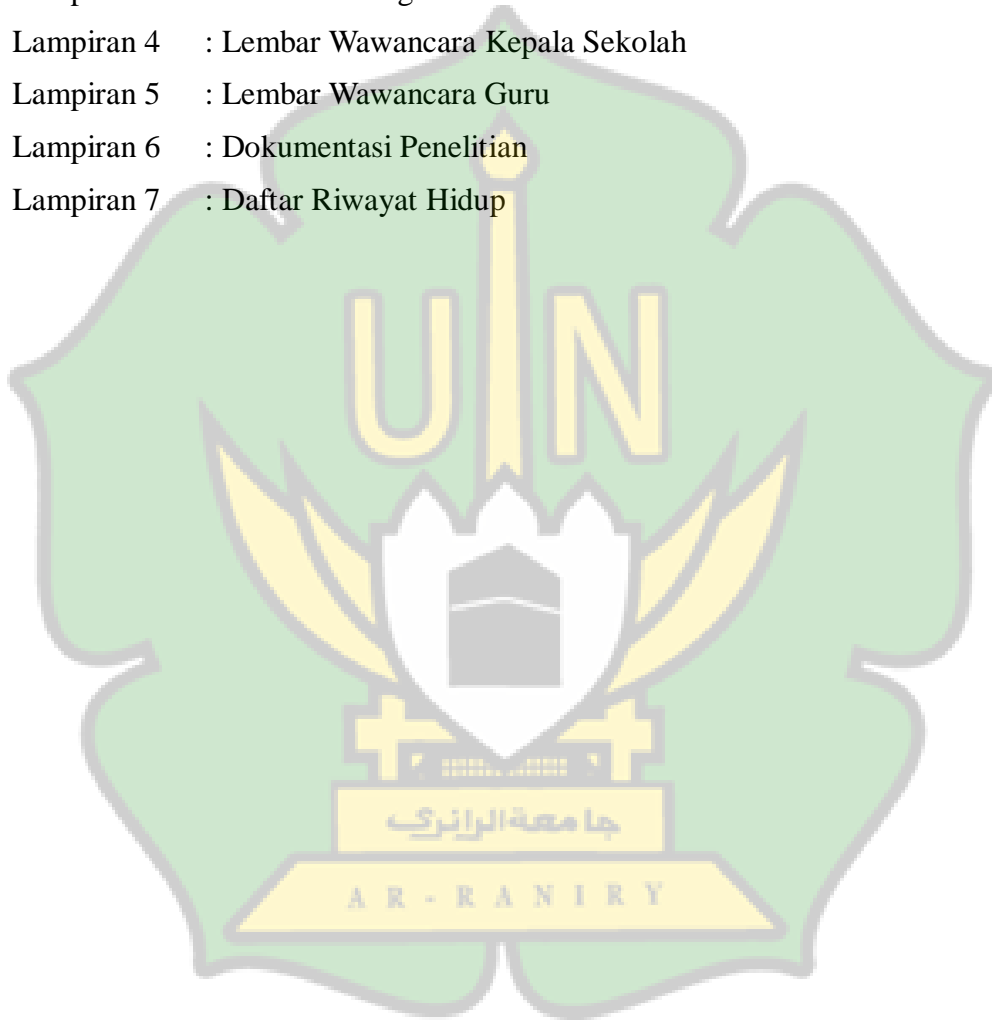 Lampiran 4 : Lembar Wawancara Kepala Sekolah
Lampiran 5 : Lembar Wawancara Guru
Lampiran 6 : Dokumentasi Penelitian
Lampiran 7 : Daftar Riwayat Hidup
UIN
جامعة الرانري
AR-RANIRY